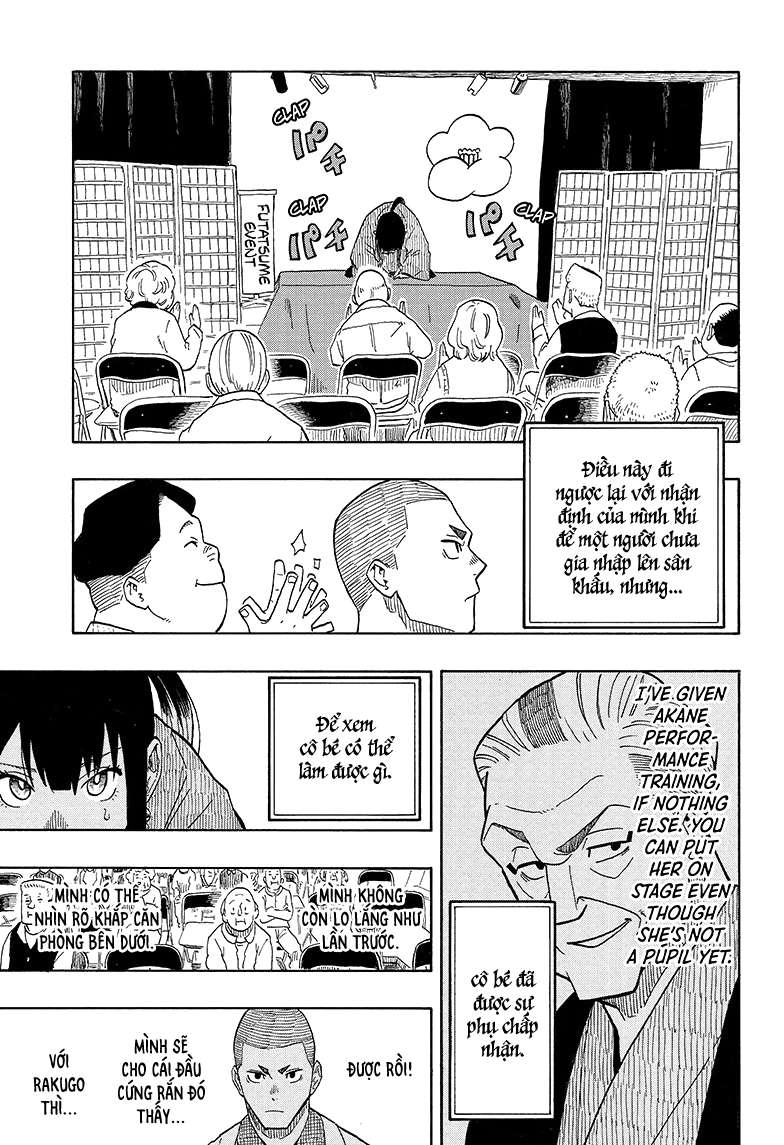 CLAP
パチ
CLAP
パチ
CLAP
パチ
FUTATSUME
EVENT
Điều này đi
ngược lại với nhận
định của mình khi
để một người chưa
gia nhập lên sân
khấu, nhưng...
I'VE GIVEN
AKANE
PERFOR-
MANCE
TRAINING,
IF NOTHING
ELSE. YOU
CAN PUT
HER ON
STAGE EVEN
THOUGH
SHE'S NOT
A PUPIL YET.
cô bé đã
được sư
phụ chấp
nhận.
Để xem
cô bé có thể
làm được gì.
MÌNH KHÔNG
CÒN LO LẮNG NHƯ
LẦN TRƯỚC.
MÌNH CÓ THỂ
NHÌN RÕ KHẮP CĂN
PHÒNG BÊN DƯỚI.
ĐƯỢC RỒI!
MÌNH SẼ
CHO CÁI ĐẦU
CỨNG RẮN ĐÓ
THẤY...
VỚI
RAKUGO
THÌ...